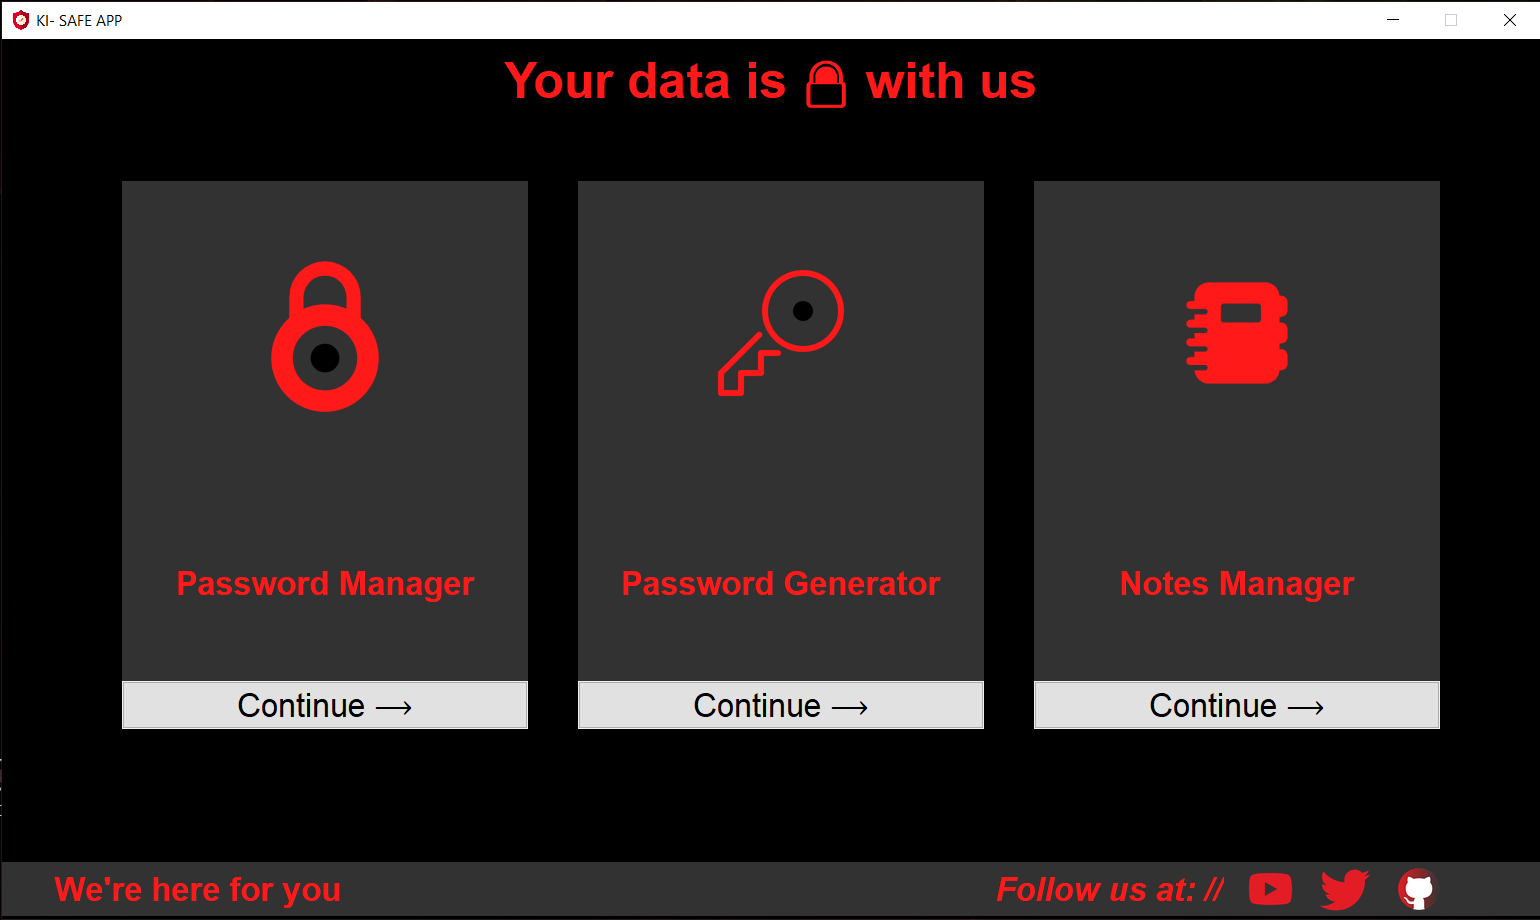 KI- SAFE APP
Your data is with us
Password Manager
Password Generator
Notes Manager
Continue ⟶
Continue ⟶
Continue ⟶
We're here for you
Follow us at: //